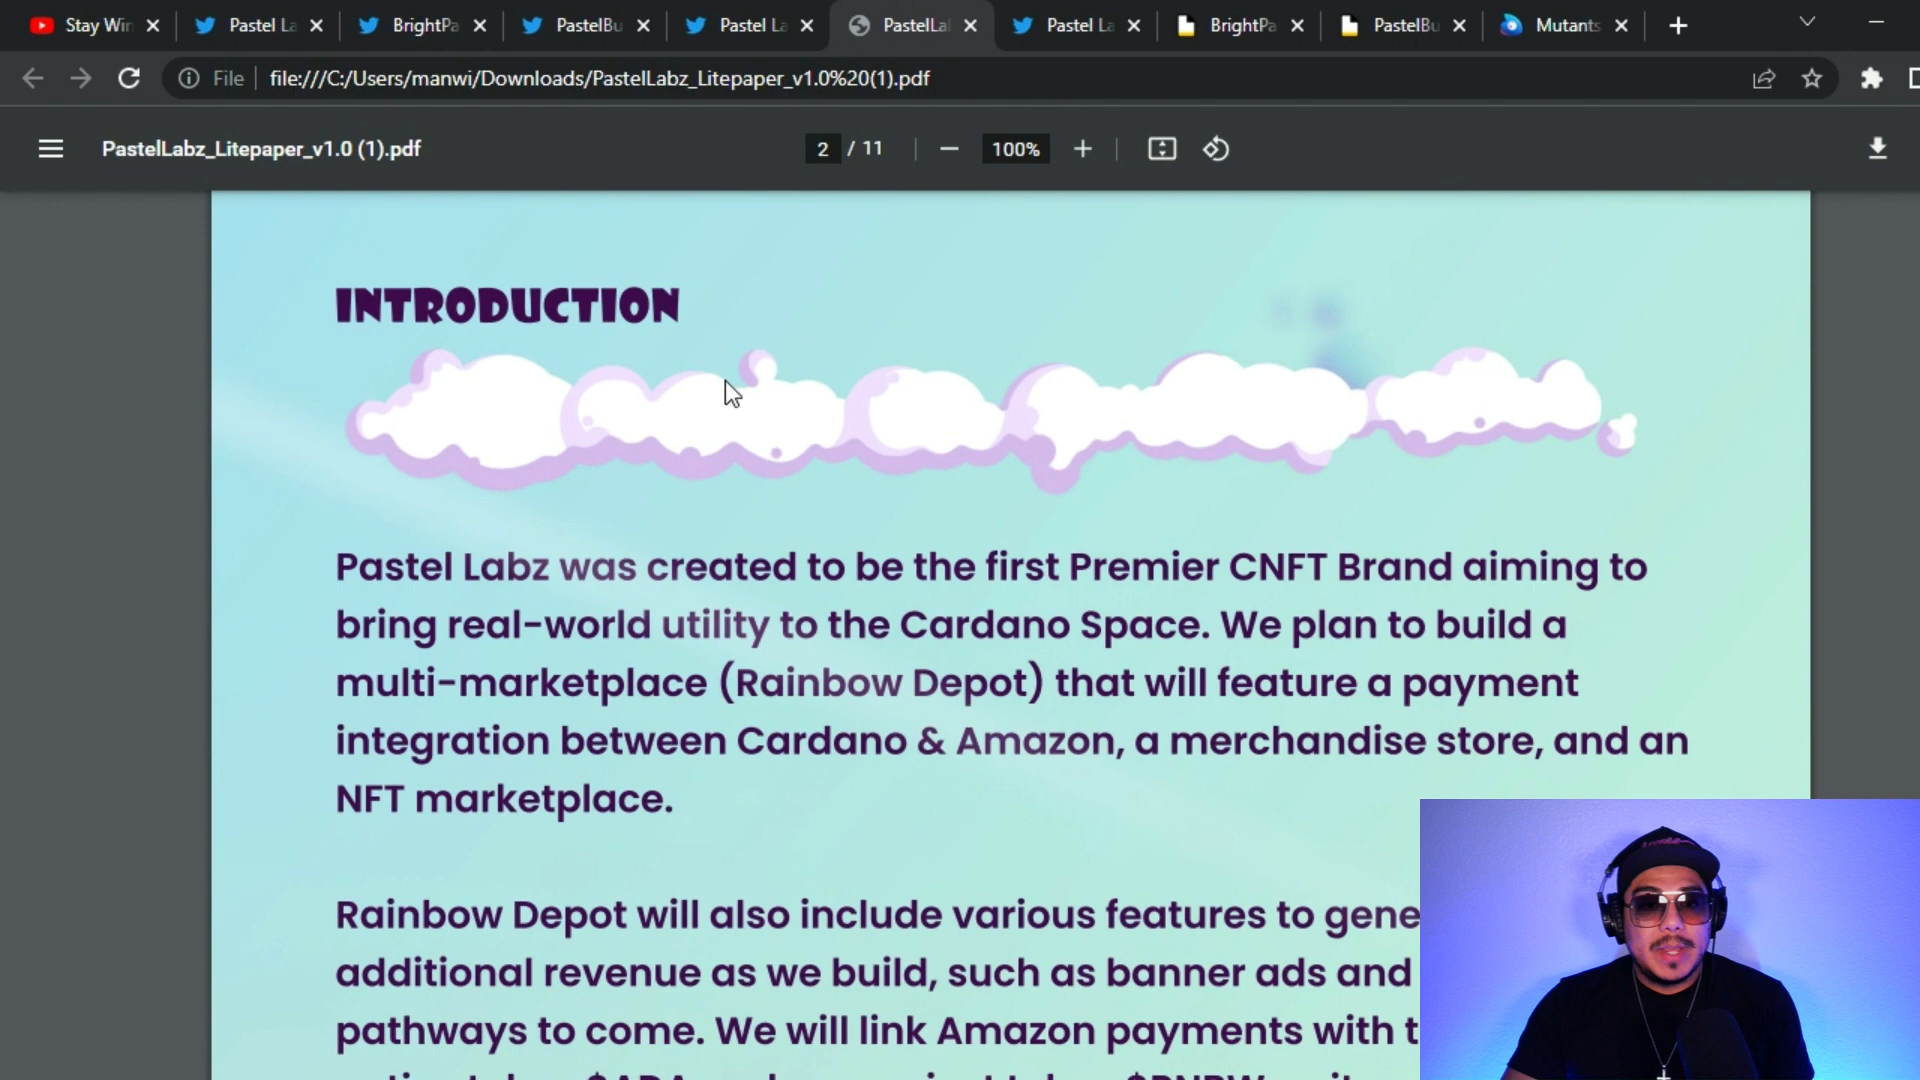 Stay Win
Pastel La
BrightPa
PastelBu
Pastel La
PastelLa
Pastel La
BrightPa
PastelBu
Mutants
File
file:///C:/Users/manwi/Downloads/PastelLabz_Litepaper_v1.0%20(1).pdf
PastelLabz_Litepaper_v1.0 (1).pdf
2 / 11
100%
INTRODUCTION
Pastel Labz was created to be the first Premier CNFT Brand aiming to
bring real-world utility to the Cardano Space. We plan to build a
multi-marketplace (Rainbow Depot) that will feature a payment
integration between Cardano & Amazon, a merchandise store, and an
NFT marketplace.
Rainbow Depot will also include various features to gene
additional revenue as we build, such as banner ads and
pathways to come. We will link Amazon payments with t